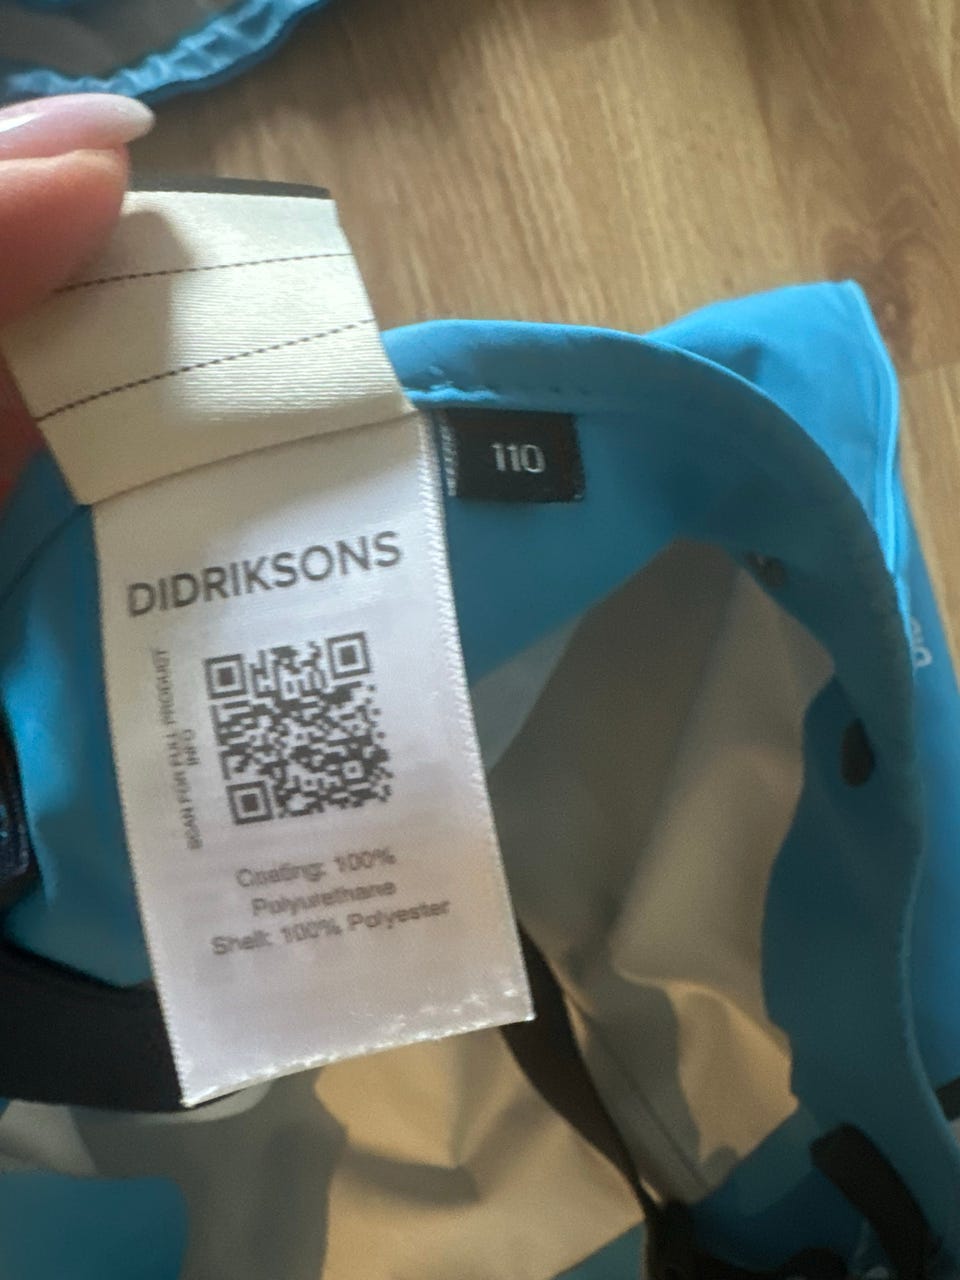 110
DIDRIKSONS
SCAN FOR FULL PRODUCT
INFO
Coating: 100%
Polyurethane
Shell: 100% Polyester